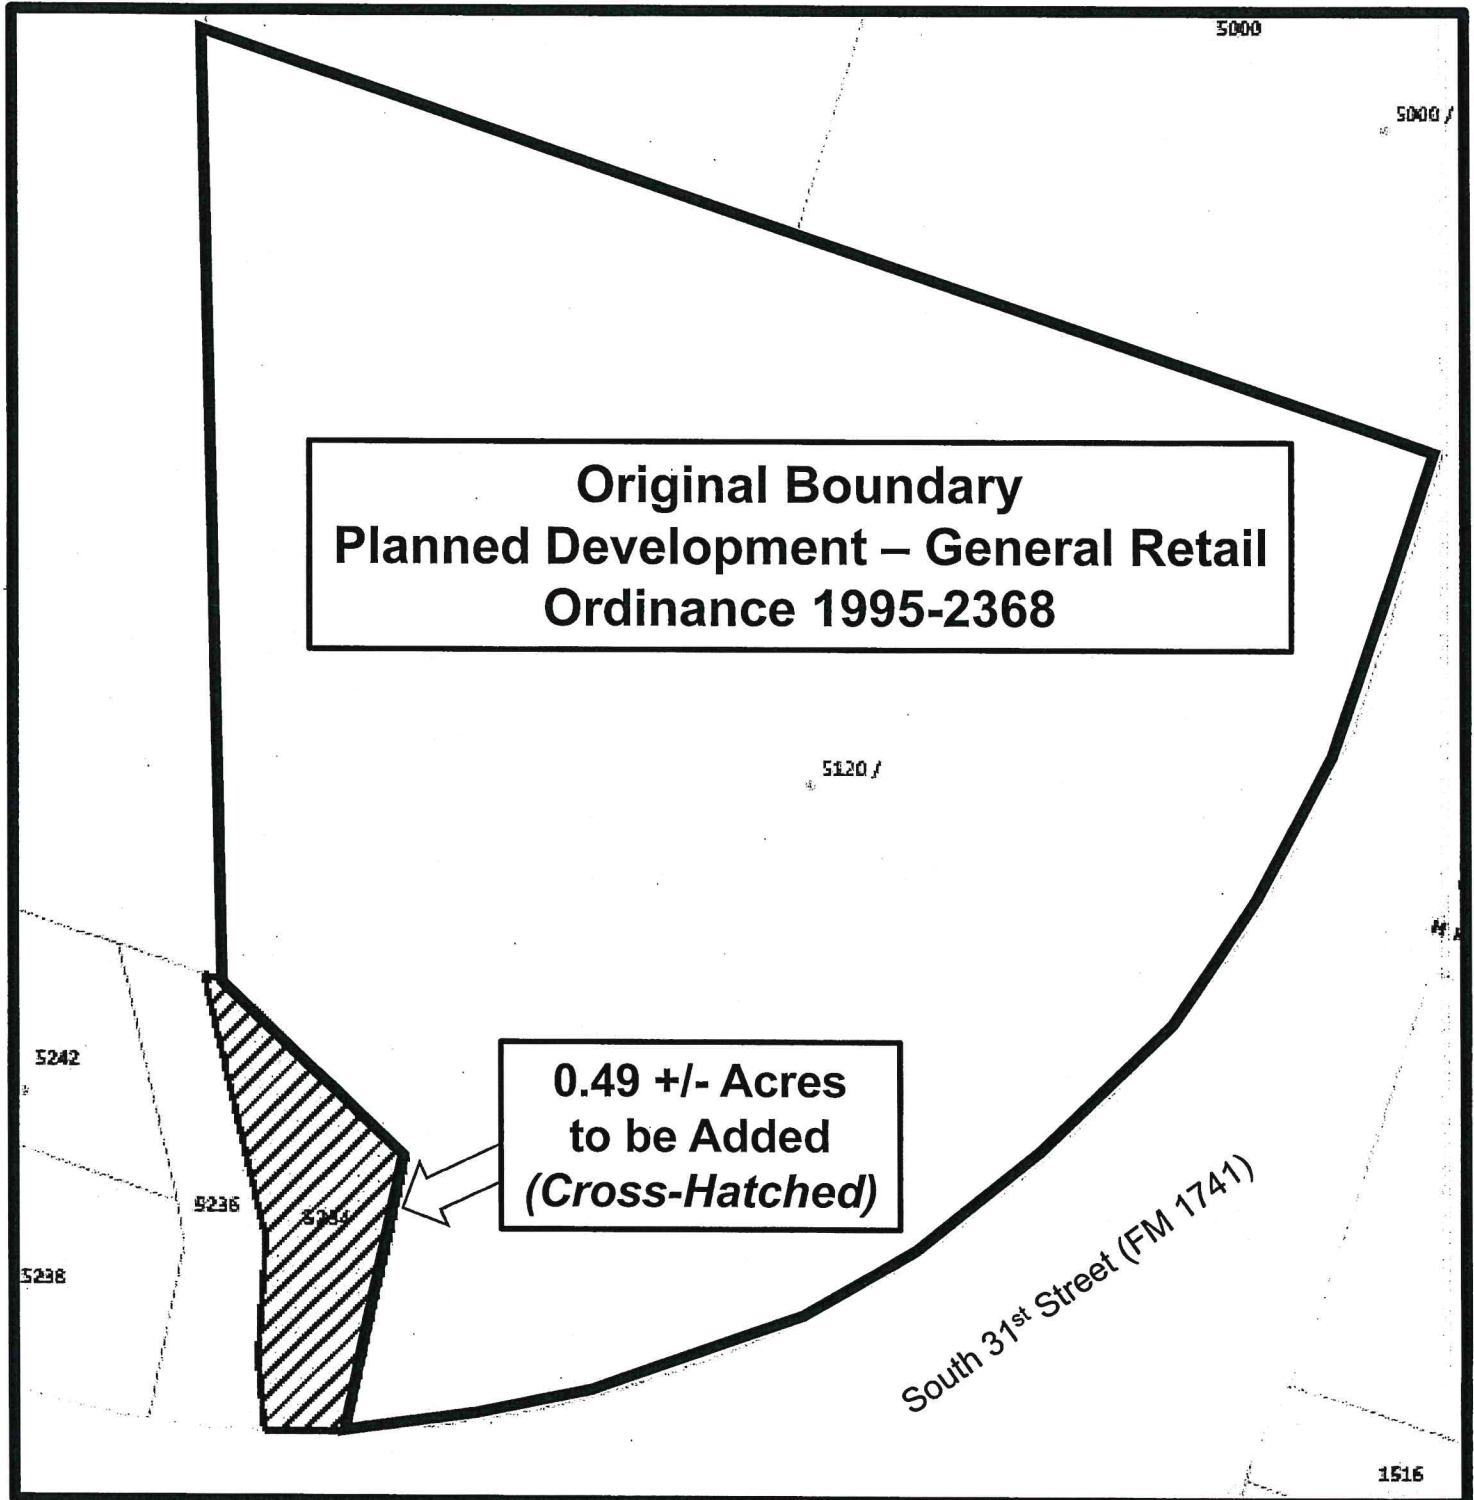 5000
5000 /
Original Boundary
Planned Development – General Retail
Ordinance 1995-2368
5120 /
5242
0.49 +/- Acres
to be Added
(Cross-Hatched)
5236
5234
5238
South 31st Street (FM 1741)
1516